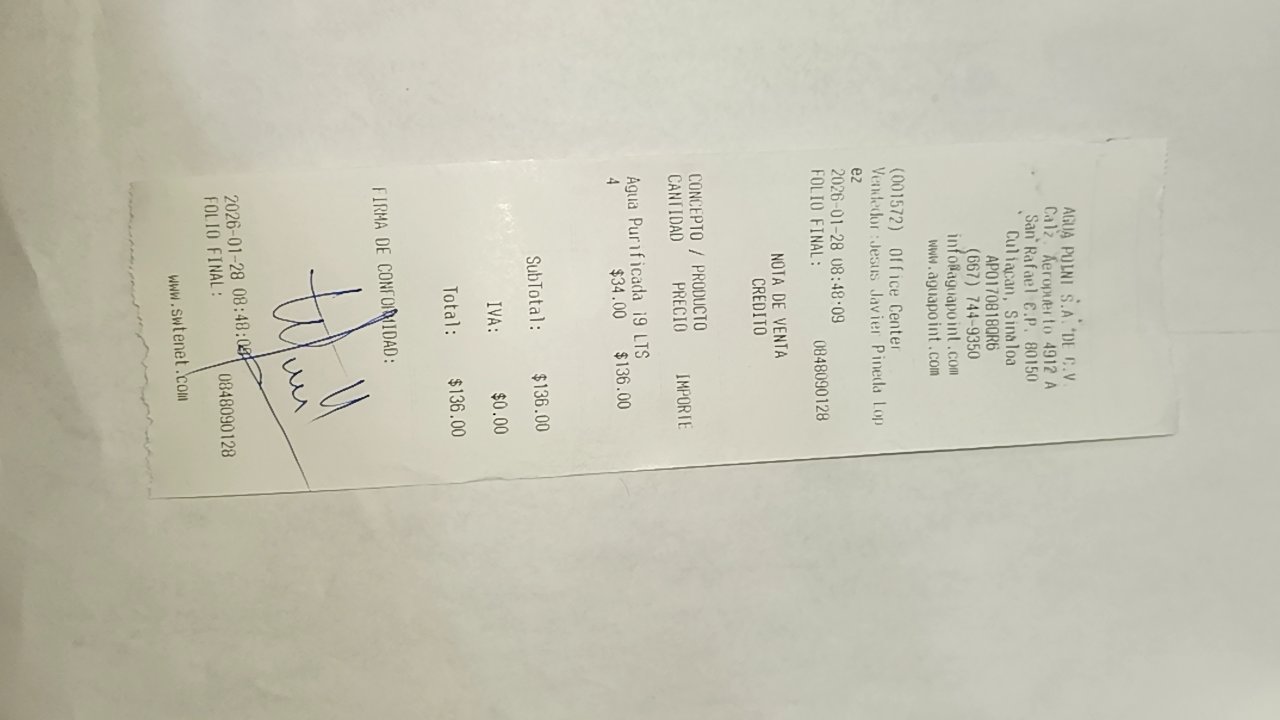 AGUA POINT S.A. DE C.V
Calz Aeropuerto 4912 A
San Rafael C.P. 80150
Culiacan, Sinaloa
APO170818QR6
(667) 744-9350
info@aguapoint.com
www.aguapoint.com
(001572) Office Center
Vendedor:Jesus Javier Pineda Lop
ez
2026-01-28 08:48:09
FOLIO FINAL: 0848090128
NOTA DE VENTA
CREDITO
CONCEPTO / PRODUCTO
CANTIDAD PRECIO IMPORTE
Agua Purificada 19 LTS
4 $34.00 $136.00
SubTotal: $136.00
IVA: $0.00
Total: $136.00
FIRMA DE CONFORMIDAD:
2026-01-28 08:48:09
FOLIO FINAL: 0848090128
www.swtenet.com